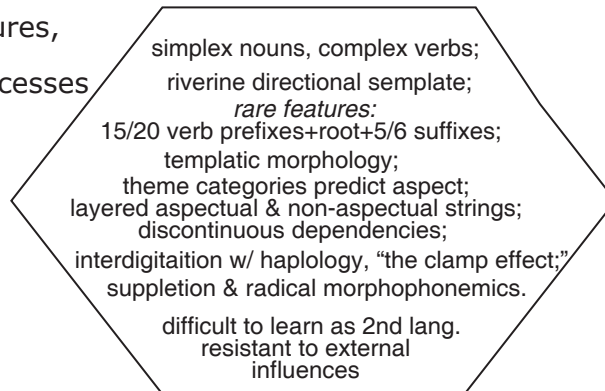 ures,
cesses
simplex nouns, complex verbs;
riverine directional semplate;
rare features:
15/20 verb prefixes+root+5/6 suffixes;
templatic morphology;
theme categories predict aspect;
layered aspectual & non-aspectual strings;
discontinuous dependencies;
interdigitaition w/ haplology, “the clamp effect;”
suppletion & radical morphophonemics.
difficult to learn as 2nd lang.
resistant to external
influences